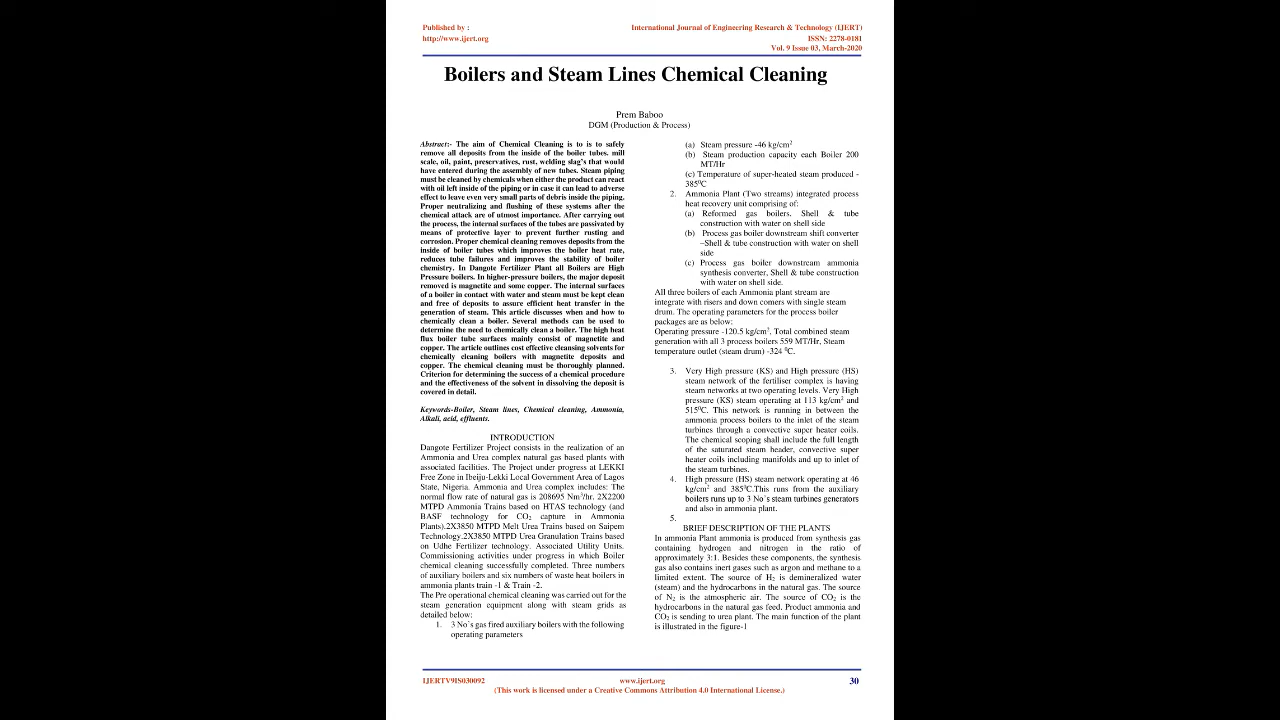 Published by :
http://www.ijert.org
International Journal of Engineering Research & Technology (IJERT)
ISSN: 2278-0181
Vol. 9 Issue 03, March-2020
Boilers and Steam Lines Chemical Cleaning
Prem Baboo
DGM (Production & Process)
Abstract:- The aim of Chemical Cleaning is to is to safely
remove all deposits from the inside of the boiler tubes. mill
scale, oil, paint, preservatives, rust, welding slag's that would
have entered during the assembly of new tubes. Steam piping
must be cleaned by chemicals when either the product can react
with oil left inside of the piping or in case it can lead to adverse
effect to leave even very small parts of debris inside the piping.
Proper neutralizing and flushing of these systems after the
chemical attack are of utmost importance. After carrying out
the process, the internal surfaces of the tubes are passivated by
means of protective layer to prevent further rusting and
corrosion. Proper chemical cleaning removes deposits from the
inside of boiler tubes which improves the boiler heat rate,
reduces tube failures and improves the stability of boiler
chemistry. In Dangote Fertilizer Plant all Boilers are High
Pressure boilers. In higher-pressure boilers, the major deposit
removed is magnetite and some copper. The internal surfaces
of a boiler in contact with water and steam must be kept clean
and free of deposits to assure efficient heat transfer in the
generation of steam. This article discusses when and how to
chemically clean a boiler. Several methods can be used to
determine the need to chemically clean a boiler. The high heat
flux boiler tube surfaces mainly consist of magnetite and
copper. The article outlines cost effective cleansing solvents for
chemically cleaning boilers with magnetite deposits and
copper. The chemical cleaning must be thoroughly planned.
Criterion for determining the success of a chemical procedure
and the effectiveness of the solvent in dissolving the deposit is
covered in detail.
Keywords-Boiler, Steam lines, Chemical cleaning, Ammonia,
Alkali, acid, effluents.
INTRODUCTION
Dangote Fertilizer Project consists in the realization of an
Ammonia and Urea complex natural gas based plants with
associated facilities. The Project under progress at LEKKI
Free Zone in Ibeiju-Lekki Local Government Area of Lagos
State, Nigeria. Ammonia and Urea complex includes: The
normal flow rate of natural gas is 208695 Nm³/hr. 2X2200
MTPD Ammonia Trains based on HTAS technology (and
BASF technology for CO₂ capture in Ammonia
Plants).2X3850 MTPD Melt Urea Trains based on Saipem
Technology.2X3850 MTPD Urea Granulation Trains based
on Udhe Fertilizer technology. Associated Utility Units.
Commissioning activities under progress in which Boiler
chemical cleaning successfully completed. Three numbers
of auxiliary boilers and six numbers of waste heat boilers in
ammonia plants train -1 & Train -2.
The Pre operational chemical cleaning was carried out for the
steam generation equipment along with steam grids as
detailed below:
1. 3 No`s gas fired auxiliary boilers with the following
operating parameters
(a) Steam pressure -46 kg/cm²
(b) Steam production capacity each Boiler 200
MT/Hr
(c) Temperature of super-heated steam produced -
385⁰C
2. Ammonia Plant (Two streams) integrated process
heat recovery unit comprising of:
(a) Reformed gas boilers. Shell & tube
construction with water on shell side
(b) Process gas boiler downstream shift converter
–Shell & tube construction with water on shell
side
(c) Process gas boiler downstream ammonia
synthesis converter, Shell & tube construction
with water on shell side.
All three boilers of each Ammonia plant stream are
integrate with risers and down comers with single steam
drum. The operating parameters for the process boiler
packages are as below:
Operating pressure -120.5 kg/cm², Total combined steam
generation with all 3 process boilers 559 MT/Hr, Steam
temperature outlet (steam drum) -324 ⁰C.
3. Very High pressure (KS) and High pressure (HS)
steam network of the fertiliser complex is having
steam networks at two operating levels. Very High
pressure (KS) steam operating at 113 kg/cm² and
515⁰C. This network is running in between the
ammonia process boilers to the inlet of the steam
turbines through a convective super heater coils.
The chemical scoping shall include the full length
of the saturated steam header, convective super
heater coils including manifolds and up to inlet of
the steam turbines.
4. High pressure (HS) steam network operating at 46
kg/cm² and 385⁰C.This runs from the auxiliary
boilers runs up to 3 No`s steam turbines generators
and also in ammonia plant.
5.
BRIEF DESCRIPTION OF THE PLANTS
In ammonia Plant ammonia is produced from synthesis gas
containing hydrogen and nitrogen in the ratio of
approximately 3:1. Besides these components, the synthesis
gas also contains inert gases such as argon and methane to a
limited extent. The source of H₂ is demineralized water
(steam) and the hydrocarbons in the natural gas. The source
of N₂ is the atmospheric air. The source of CO₂ is the
hydrocarbons in the natural gas feed. Product ammonia and
CO₂ is sending to urea plant. The main function of the plant
is illustrated in the figure-1
IJERTV9IS030092
www.ijert.org
30
(This work is licensed under a Creative Commons Attribution 4.0 International License.)